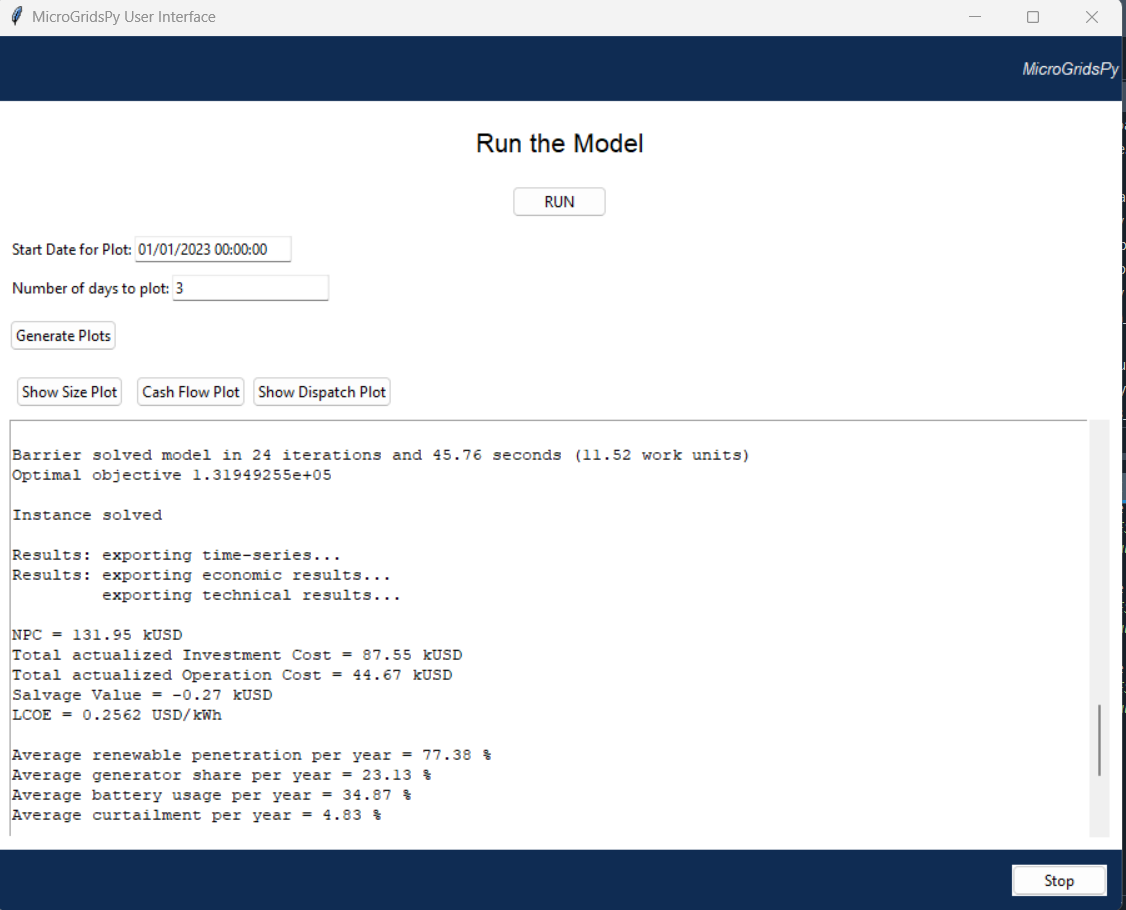 MicroGridsPy User Interface
MicroGridsPy
Run the Model
RUN
Start Date for Plot: 01/01/2023 00:00:00
Number of days to plot: 3
Generate Plots
Show Size Plot Cash Flow Plot Show Dispatch Plot
Barrier solved model in 24 iterations and 45.76 seconds (11.52 work units)
Optimal objective 1.31949255e+05
Instance solved
Results: exporting time-series...
Results: exporting economic results...
exporting technical results...
NPC = 131.95 kUSD
Total actualized Investment Cost = 87.55 kUSD
Total actualized Operation Cost = 44.67 kUSD
Salvage Value = -0.27 kUSD
LCOE = 0.2562 USD/kWh
Average renewable penetration per year = 77.38 %
Average generator share per year = 23.13 %
Average battery usage per year = 34.87 %
Average curtailment per year = 4.83 %
Stop